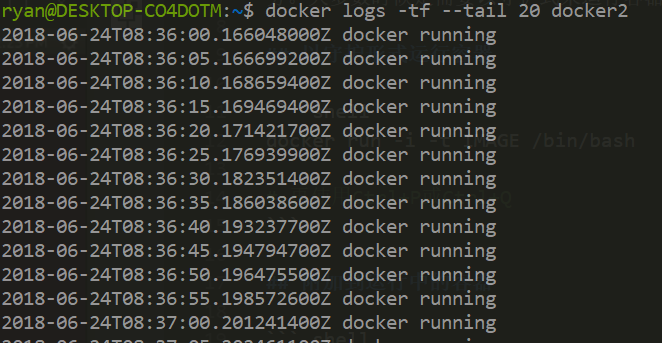 ryan@DESKTOP-CO4DOTM:~$ docker logs -tf --tail 20 docker2
2018-06-24T08:36:00.166048000Z docker running
2018-06-24T08:36:05.166699200Z docker running
2018-06-24T08:36:10.168659400Z docker running
2018-06-24T08:36:15.169469400Z docker running
2018-06-24T08:36:20.171421700Z docker running
2018-06-24T08:36:25.176939900Z docker running
2018-06-24T08:36:30.182351400Z docker running
2018-06-24T08:36:35.186038600Z docker running
2018-06-24T08:36:40.193237700Z docker running
2018-06-24T08:36:45.194794700Z docker running
2018-06-24T08:36:50.196475500Z docker running
2018-06-24T08:36:55.198572600Z docker running
2018-06-24T08:37:00.201241400Z docker running